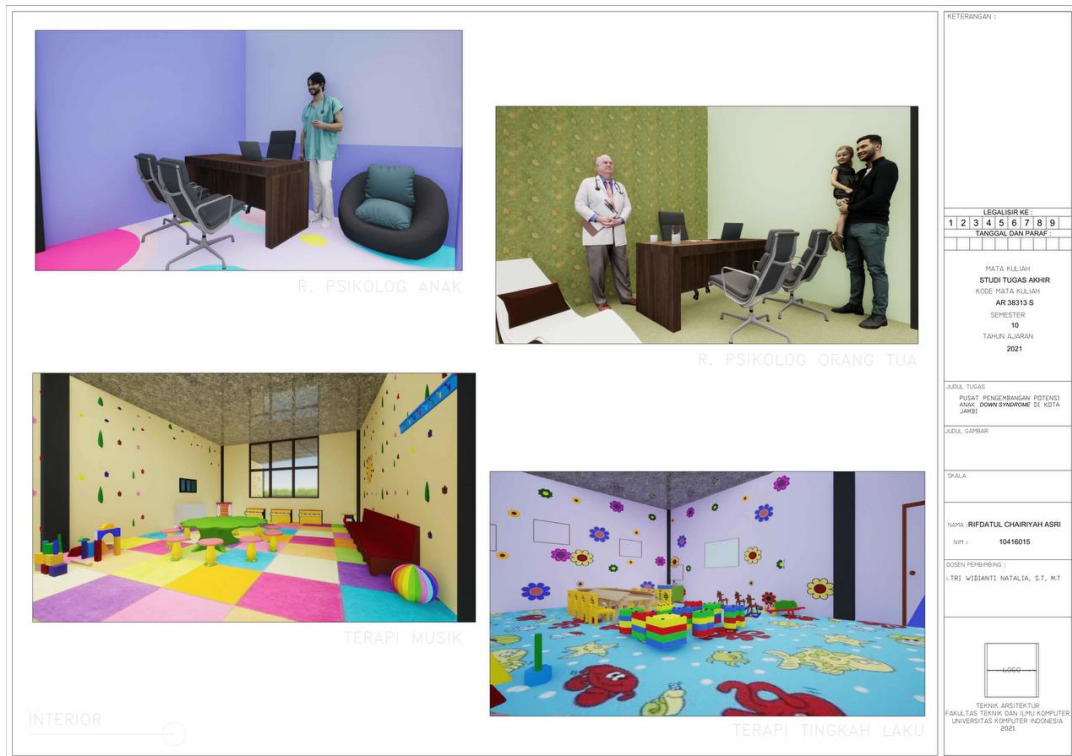 R. PSIKOLOG ANAK
R. PSIKOLOG ORANG TUA
TERAPI MUSIK
TERAPI TINGKAH LAKU
INTERIOR
KETERANGAN :
LEGALISIR KE :
1 2 3 4 5 6 7 8 9
TANGGAL DAN PARAF :
MATA KULIAH
STUDI TUGAS AKHIR
KODE MATA KULIAH
AR 38313 S
SEMESTER
10
TAHUN AJARAN
2021
JUDUL TUGAS
PUSAT PENGEMBANGAN POTENSI
ANAK DOWN SYNDROME DI KOTA
JAMBI
JUDUL GAMBAR
SKALA
NAMA : RIFDATUL CHAIRIYAH ASRI
NIM : 10416015
DOSEN PEMBIMBING :
1.TRI WIDIANTI NATALIA, S.T, M.T
LOGO
TEKNIK ARSITEKTUR
FAKULTAS TEKNIK DAN ILMU KOMPUTER
UNIVERSITAS KOMPUTER INDONESIA
2021